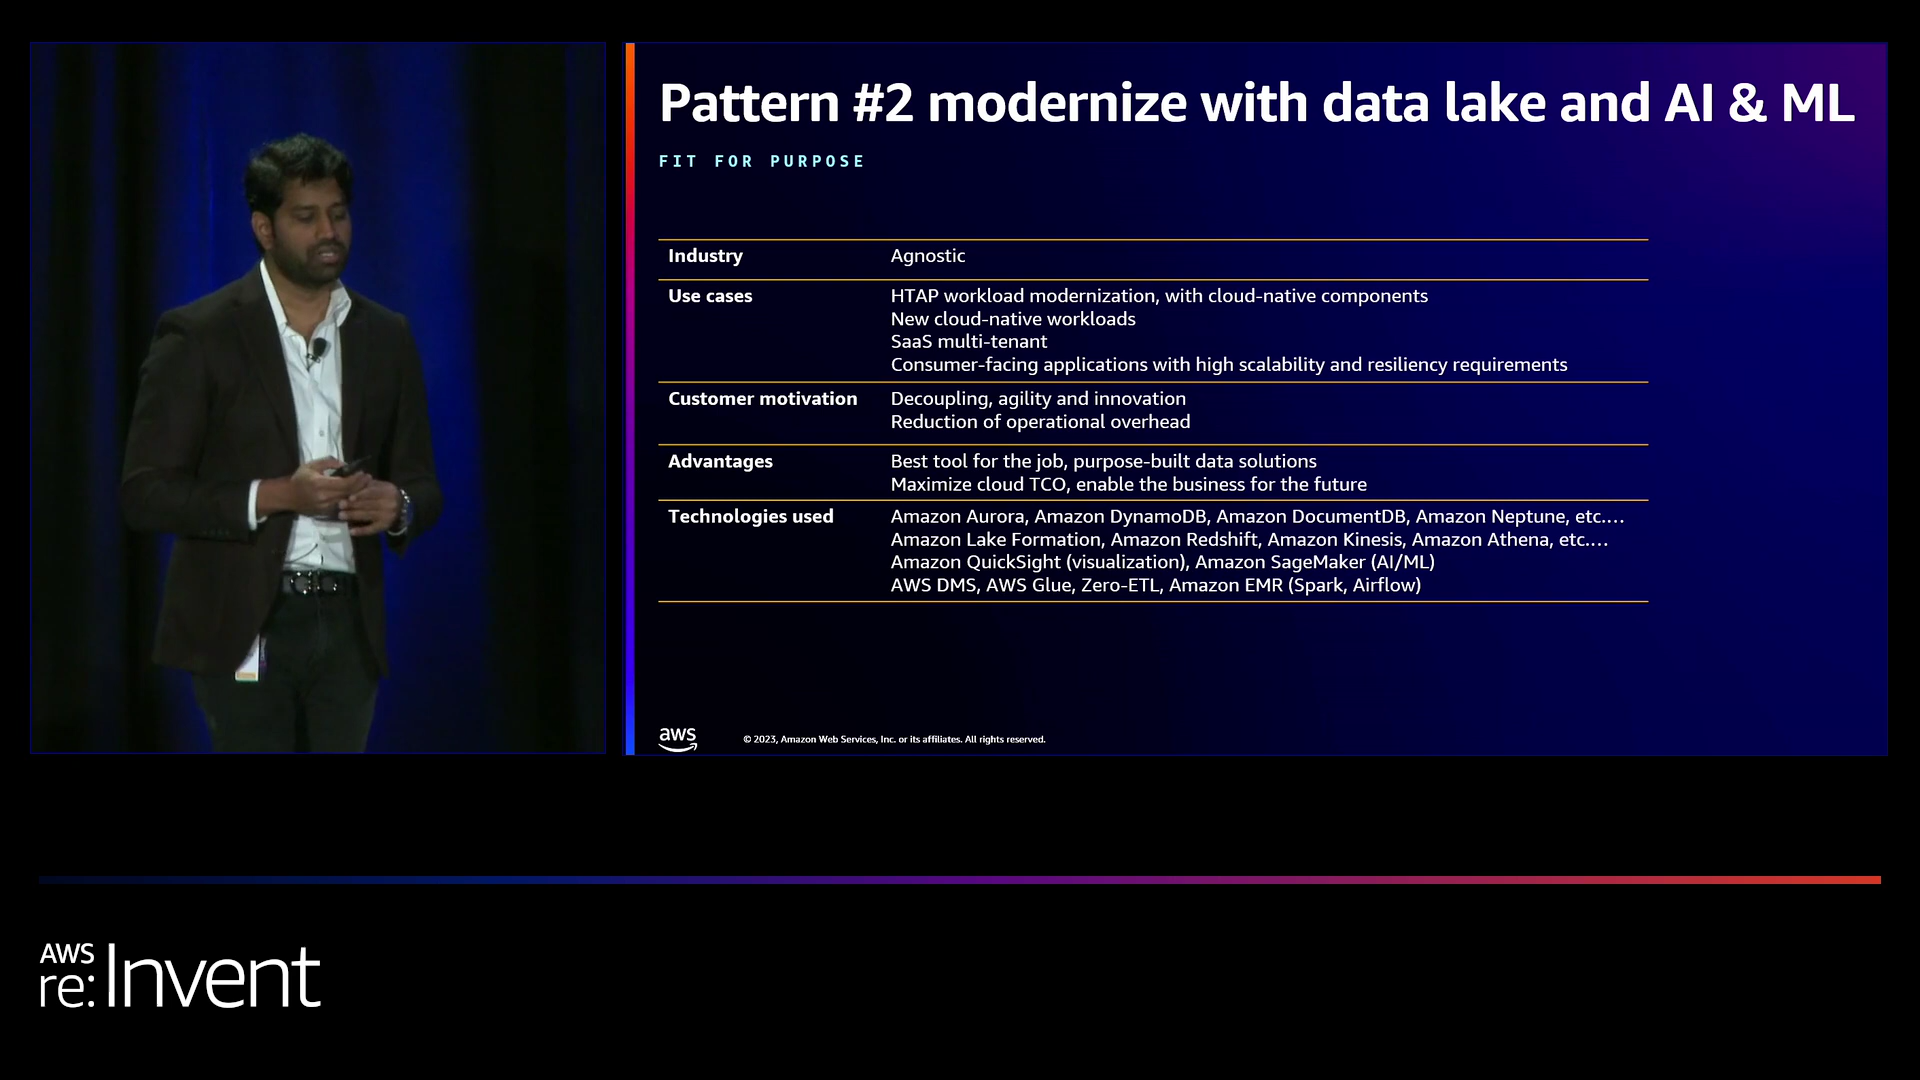 Pattern #2 modernize with data lake and AI & ML
FIT FOR PURPOSE
Industry Agnostic
Use cases HTAP workload modernization, with cloud-native components
New cloud-native workloads
SaaS multi-tenant
Consumer-facing applications with high scalability and resiliency requirements
Customer motivation Decoupling, agility and innovation
Reduction of operational overhead
Advantages Best tool for the job, purpose-built data solutions
Maximize cloud TCO, enable the business for the future
Technologies used Amazon Aurora, Amazon DynamoDB, Amazon DocumentDB, Amazon Neptune, etc....
Amazon Lake Formation, Amazon Redshift, Amazon Kinesis, Amazon Athena, etc....
Amazon QuickSight (visualization), Amazon SageMaker (AI/ML)
AWS DMS, AWS Glue, Zero-ETL, Amazon EMR (Spark, Airflow)
aws © 2023, Amazon Web Services, Inc. or its affiliates. All rights reserved.
AWS
re:Invent